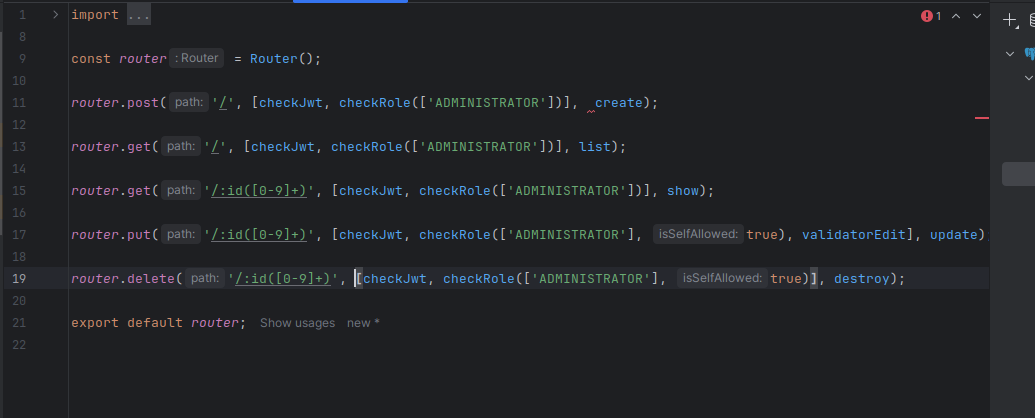 1 import ...
1
8
9 const router : Router = Router();
10
11 router.post( path: '/', [checkJwt, checkRole(['ADMINISTRATOR'])], create);
12
13 router.get( path: '/', [checkJwt, checkRole(['ADMINISTRATOR'])], list);
14
15 router.get( path: '/:id([0-9]+)', [checkJwt, checkRole(['ADMINISTRATOR'])], show);
16
17 router.put( path: '/:id([0-9]+)', [checkJwt, checkRole(['ADMINISTRATOR'], isSelfAllowed: true), validatorEdit], update)
18
19 router.delete( path: '/:id([0-9]+)', [checkJwt, checkRole(['ADMINISTRATOR'], isSelfAllowed: true)], destroy);
20
21 export default router; Show usages new *
22